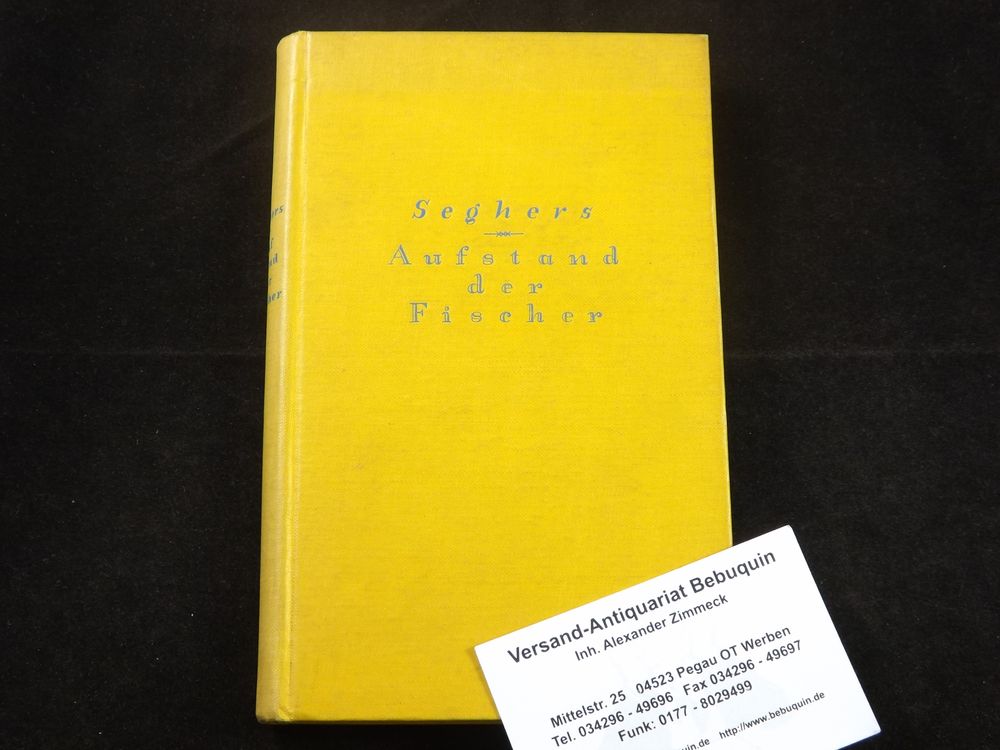 Seghers
Aufstand
der
Fischer
Versand-Antiquariat Bebuquin
Inh. Alexander Zimmeck
Mittelstr. 25 04523 Pegau OT Werben
Tel. 034296 - 49696 Fax 034296 - 49697
Funk: 0177 - 8029499
http://www.bebuquin.de